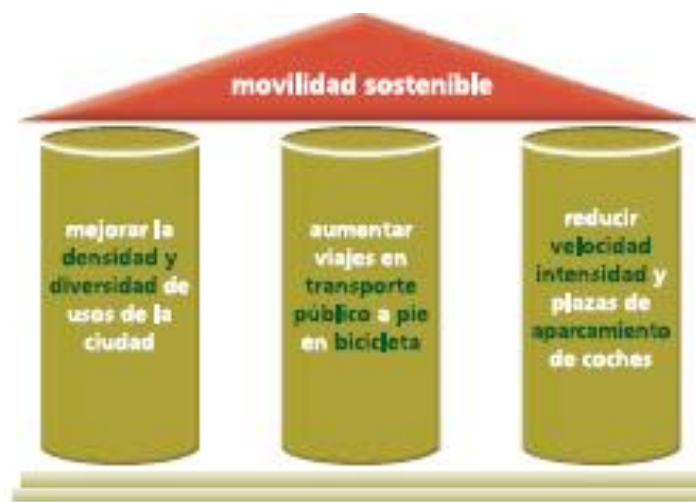 movilidad sostenible
mejorar la
densidad y
diversidad de
usos de la
ciudad
aumentar
viajes en
transporte
público a pie
en bicicleta
reducir
velocidad
intensidad y
plazas de
aparcamiento
de coches